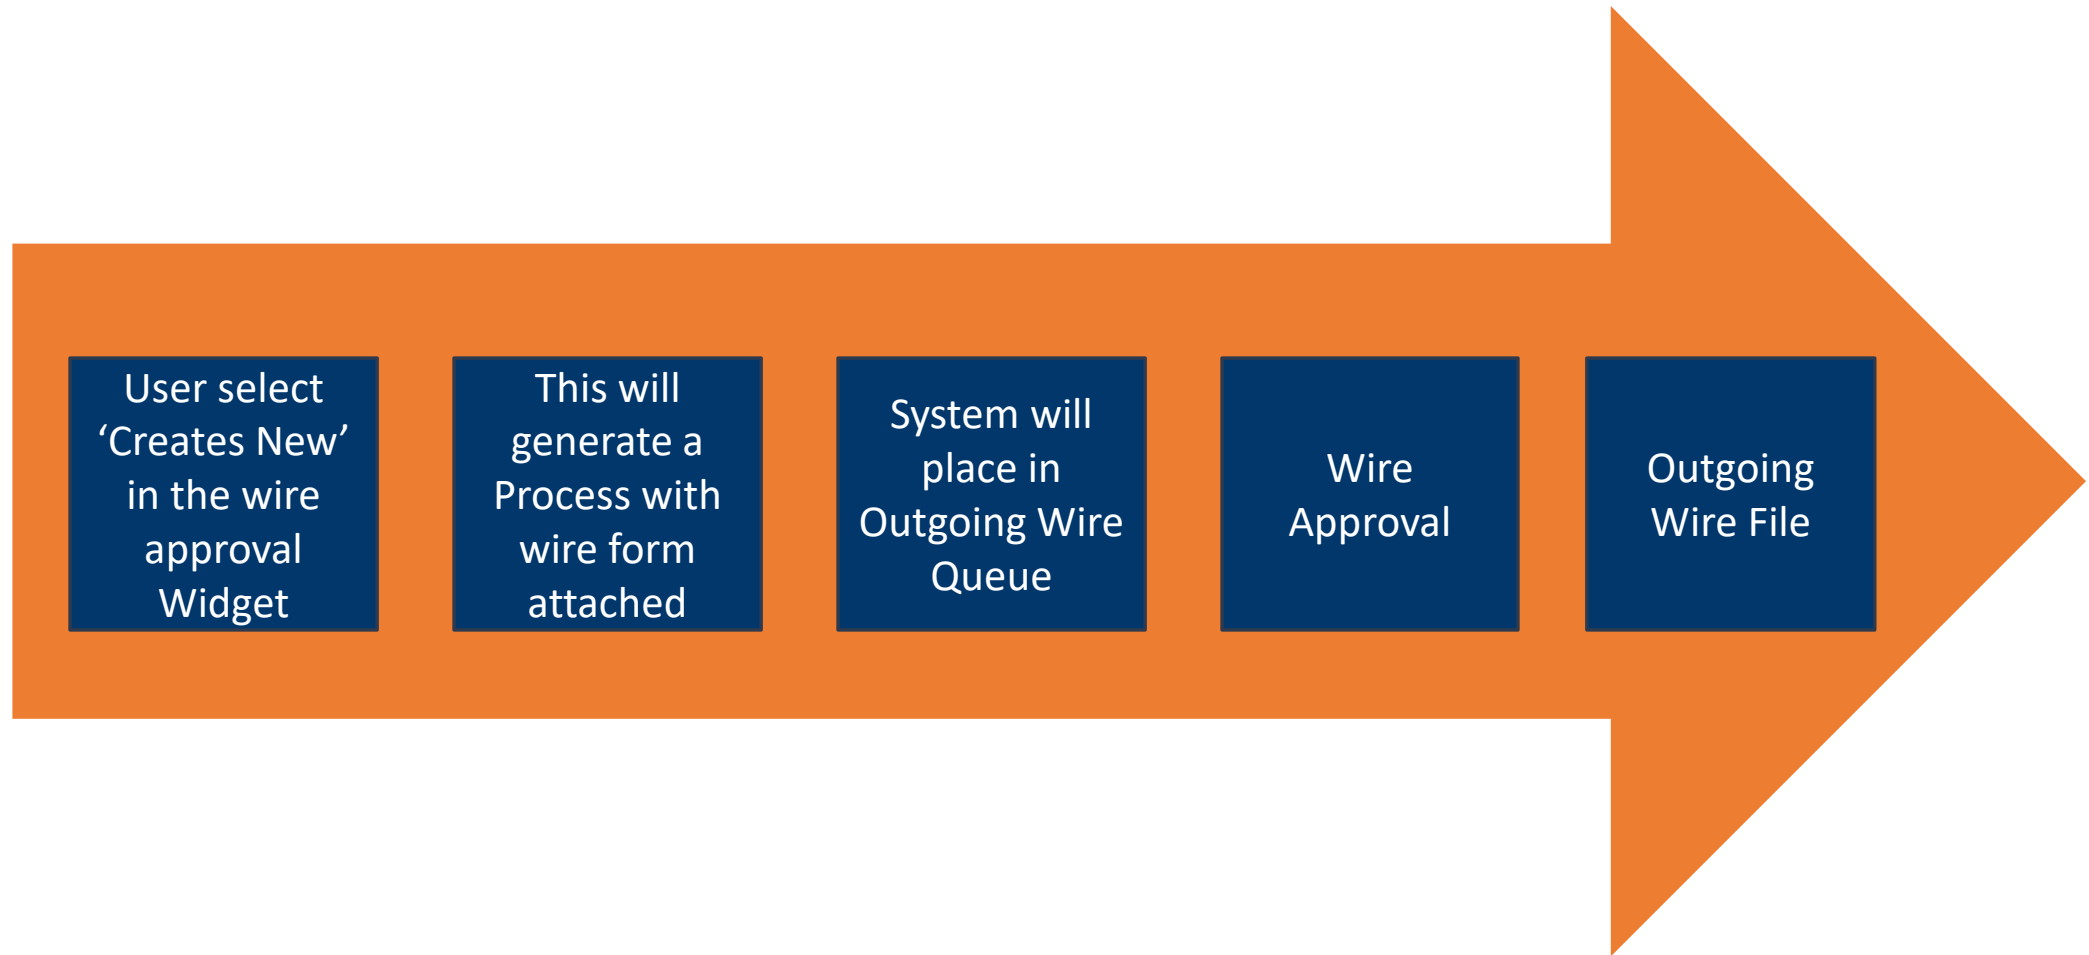 User select
‘Creates New’
in the wire
approval
Widget
This will
generate a
Process with
wire form
attached
System will
place in
Outgoing Wire
Queue
Wire
Approval
Outgoing
Wire File